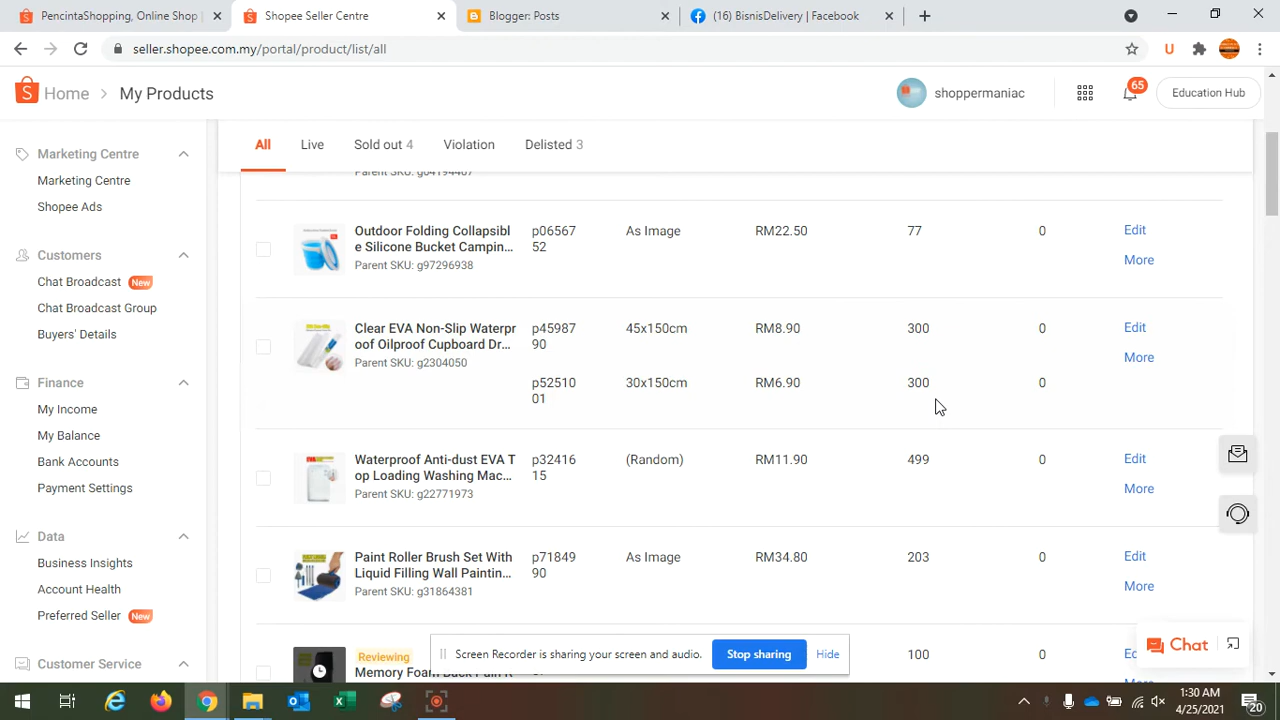 PencintaShopping, Online Shop
Shopee Seller Centre
Blogger: Posts
(16) BisnisDelivery | Facebook
seller.shopee.com.my/portal/product/list/all
U
Home > My Products
shoppermaniac
65
Education Hub
All
Live
Sold out 4
Violation
Delisted 3
Marketing Centre
Marketing Centre
Shopee Ads
Customers
Chat Broadcast New
Chat Broadcast Group
Buyers' Details
Finance
My Income
My Balance
Bank Accounts
Payment Settings
Data
Business Insights
Account Health
Preferred Seller New
Customer Service
Parent SKU: g64194467
Outdoor Folding Collapsibl
e Silicone Bucket Campin...
Parent SKU: g97296938
p06567
52
As Image
RM22.50
77
0
Edit
More
Clear EVA Non-Slip Waterpr
oof Oilproof Cupboard Dr...
Parent SKU: g2304050
p45987
90
45x150cm
RM8.90
300
0
Edit
More
p52510
01
30x150cm
RM6.90
300
0
Waterproof Anti-dust EVA T
op Loading Washing Mac...
Parent SKU: g22771973
p32416
15
(Random)
RM11.90
499
0
Edit
More
Paint Roller Brush Set With
Liquid Filling Wall Paintin...
Parent SKU: g31864381
p71849
90
As Image
RM34.80
203
0
Edit
More
Reviewing
Memory Foam Back Pain R
100
Chat
Screen Recorder is sharing your screen and audio.
Stop sharing
Hide
1:30 AM
4/25/2021
20